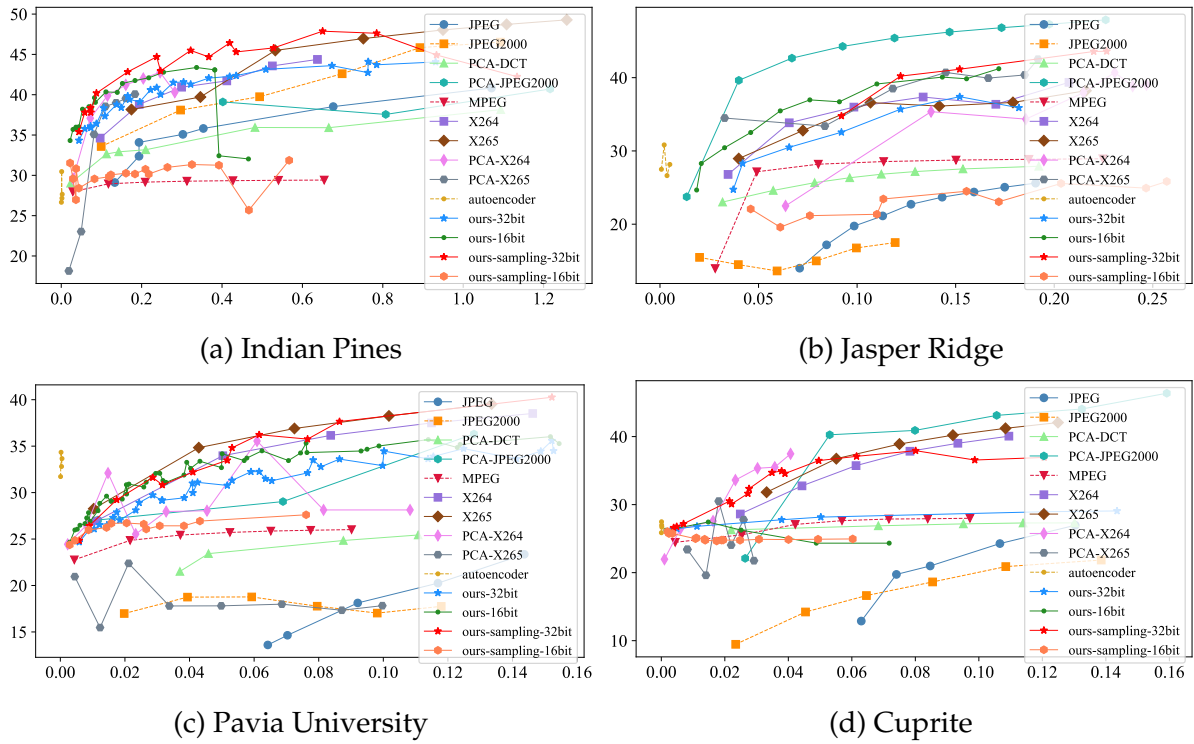 50
45
40
35
30
25
20
0.0 0.2 0.4 0.6 0.8 1.0 1.2
JPEG
JPEG2000
PCA-DCT
PCA-JPEG2000
MPEG
X264
X265
PCA-X264
PCA-X265
autoencoder
ours-32bit
ours-16bit
ours-sampling-32bit
ours-sampling-16bit
(a) Indian Pines
40
30
20
0.00 0.05 0.10 0.15 0.20 0.25
JPEG
JPEG2000
PCA-DCT
PCA-JPEG2000
MPEG
X264
X265
PCA-X264
PCA-X265
autoencoder
ours-32bit
ours-16bit
ours-sampling-32bit
ours-sampling-16bit
(b) Jasper Ridge
40
35
30
25
20
15
0.00 0.02 0.04 0.06 0.08 0.10 0.12 0.14 0.16
JPEG
JPEG2000
PCA-DCT
PCA-JPEG2000
MPEG
X264
X265
PCA-X264
PCA-X265
autoencoder
ours-32bit
ours-16bit
ours-sampling-32bit
ours-sampling-16bit
(c) Pavia University
40
30
20
10
0.00 0.02 0.04 0.06 0.08 0.10 0.12 0.14 0.16
JPEG
JPEG2000
PCA-DCT
PCA-JPEG2000
MPEG
X264
X265
PCA-X264
PCA-X265
autoencoder
ours-32bit
ours-16bit
ours-sampling-32bit
ours-sampling-16bit
(d) Cuprite